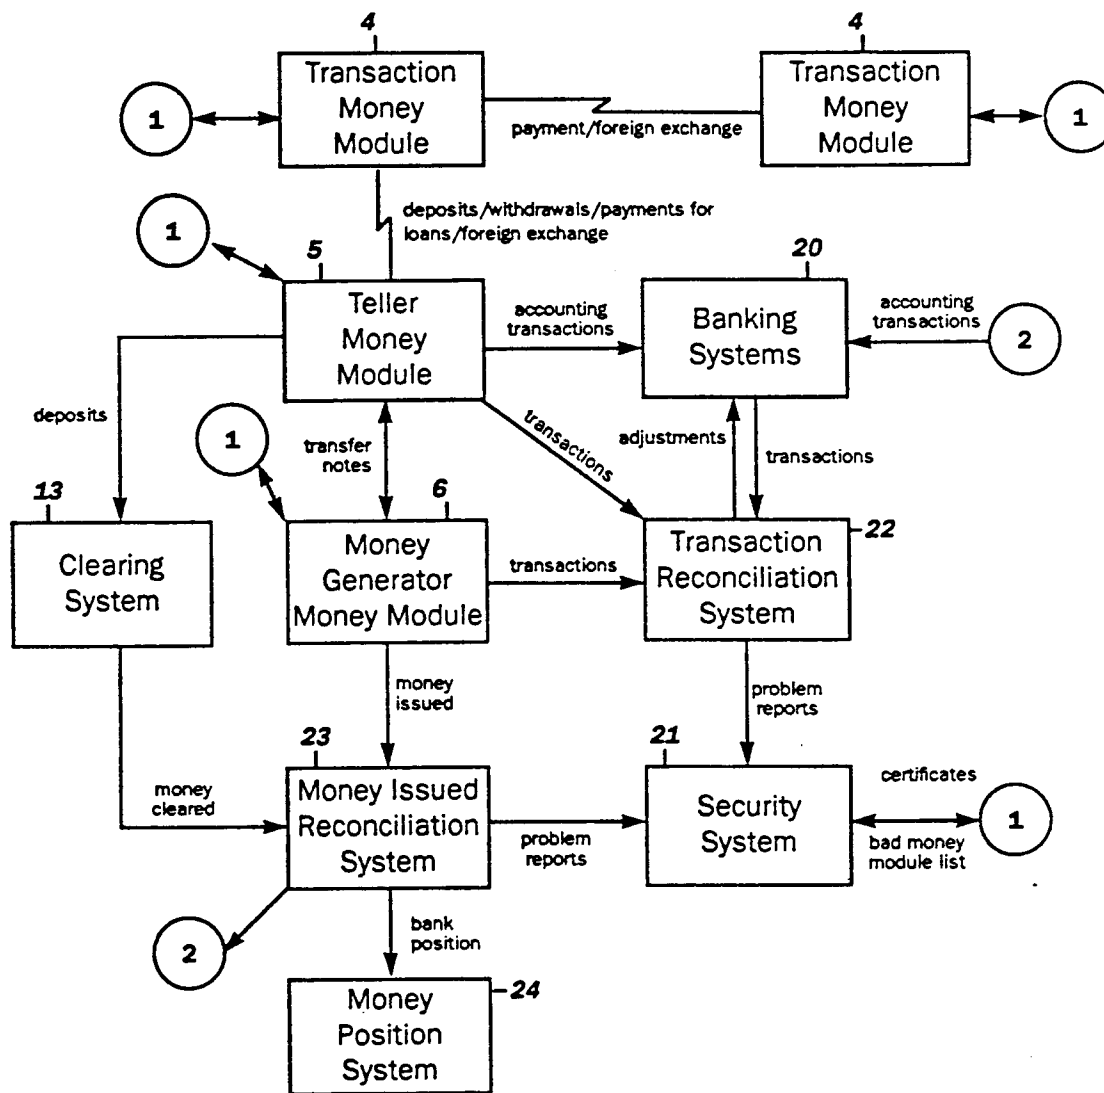 4
4
Transaction
Money
Module
Transaction
Money
Module
1
1
payment/foreign exchange
deposits/withdrawals/payments for
loans/foreign exchange
1
5
20
Teller
Money
Module
accounting
transactions
Banking
Systems
accounting
transactions
2
deposits
1
transfer
notes
transactions
adjustments
transactions
13
6
22
Clearing
System
Money
Generator
Money Module
transactions
Transaction
Reconciliation
System
money
issued
problem
reports
23
21
money
cleared
Money Issued
Reconciliation
System
problem
reports
Security
System
certificates
bad money
module list
1
2
bank
position
24
Money
Position
System